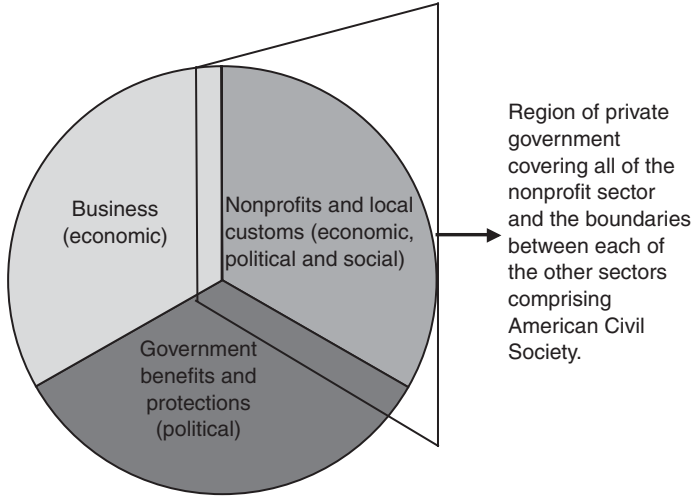 Business
(economic)
Nonprofits and local
customs (economic,
political and social)
Government
benefits and
protections
(political)
Region of private
government
covering all of the
nonprofit sector
and the boundaries
between each of
the other sectors
comprising
American Civil
Society.